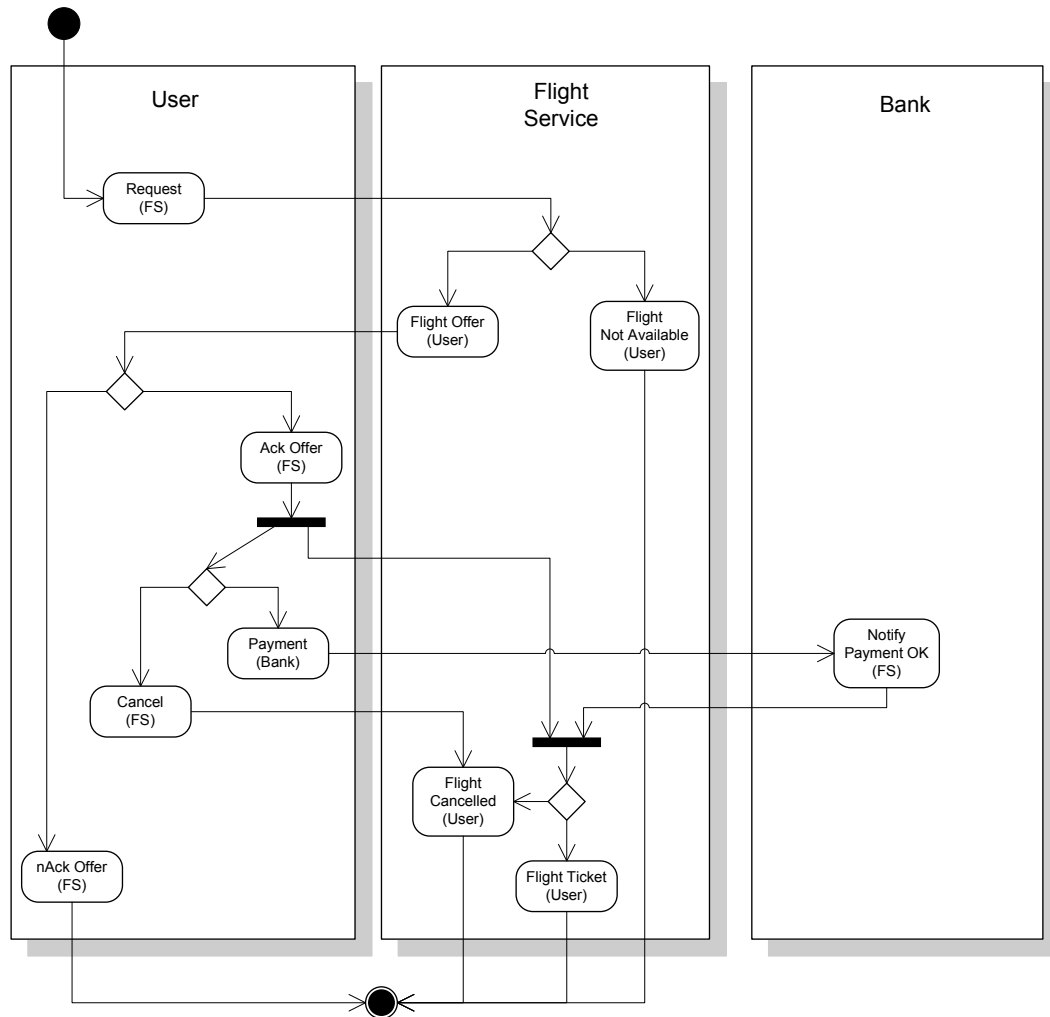 User
Flight
Service
Bank
Request
(FS)
Flight Offer
(User)
Flight
Not Available
(User)
Ack Offer
(FS)
Payment
(Bank)
Notify
Payment OK
(FS)
Cancel
(FS)
Flight
Cancelled
(User)
nAck Offer
(FS)
Flight Ticket
(User)